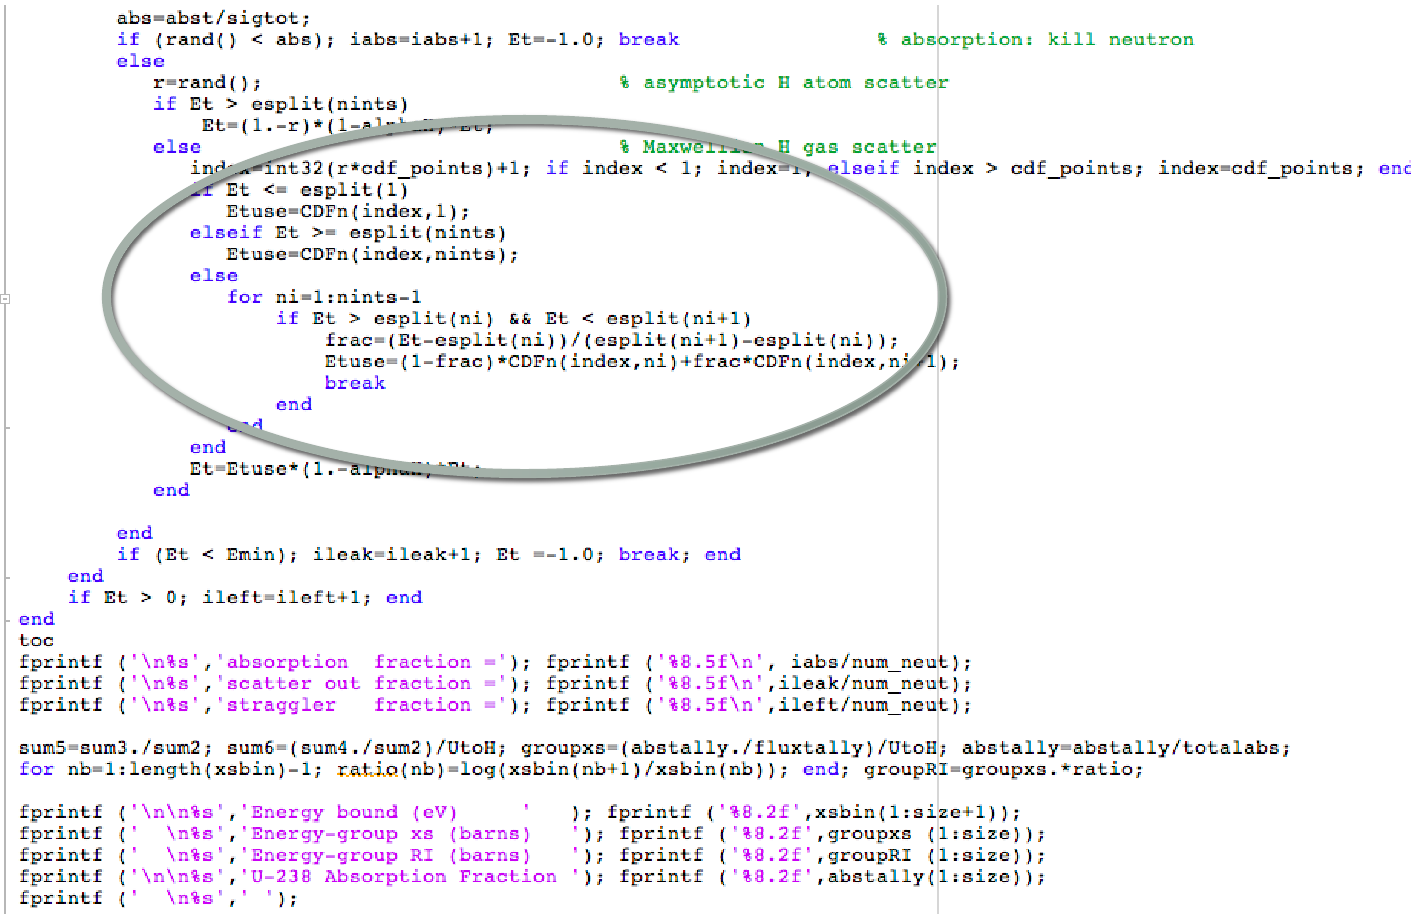 abs=abst/sigtot;
if (rand() < abs); iabs=iabs+1; Et=-1.0; break % absorption: kill neutron
else
r=rand(); % asymptotic H atom scatter
if Et > esplit(nints)
Et=(1.-r)*(1-alphaH)*Et;
else % Maxwellian H gas scatter
index=int32(r*cdf_points)+1; if index < 1; index=1; elseif index > cdf_points; index=cdf_points; end
if Et <= esplit(1)
Etuse=CDFn(index,1);
elseif Et >= esplit(nints)
Etuse=CDFn(index,nints);
else
for ni=1:nints-1
if Et > esplit(ni) && Et < esplit(ni+1)
frac=(Et-esplit(ni))/(esplit(ni+1)-esplit(ni));
Etuse=(1-frac)*CDFn(index,ni)+frac*CDFn(index,ni+1);
break
end
end
end
Et=Etuse*(1.-alphaH)*Et;
end
end
if (Et < Emin); ileak=ileak+1; Et =-1.0; break; end
end
if Et > 0; ileft=ileft+1; end
end
toc
fprintf ('\n%s','absorption  fraction ='); fprintf ('%8.5f\n', iabs/num_neut);
fprintf ('\n%s','scatter out fraction ='); fprintf ('%8.5f\n',ileak/num_neut);
fprintf ('\n%s','straggler   fraction ='); fprintf ('%8.5f\n',ileft/num_neut);
sum5=sum3./sum2; sum6=(sum4./sum2)/UtoH; groupxs=(abstally./fluxtally)/UtoH; abstally=abstally/totalabs;
for nb=1:length(xsbin)-1; ratio(nb)=log(xsbin(nb+1)/xsbin(nb)); end; groupRI=groupxs.*ratio;
fprintf ('\n\n%s','Energy bound (eV)     '   ); fprintf ('%8.2f',xsbin(1:size+1));
fprintf ('  \n%s','Energy-group xs (barns)   '); fprintf ('%8.2f',groupxs (1:size));
fprintf ('  \n%s','Energy-group RI (barns)   '); fprintf ('%8.2f',groupRI (1:size));
fprintf ('\n\n%s','U-238 Absorption Fraction '); fprintf ('%8.2f',abstally(1:size));
fprintf ('  \n%s',' ');